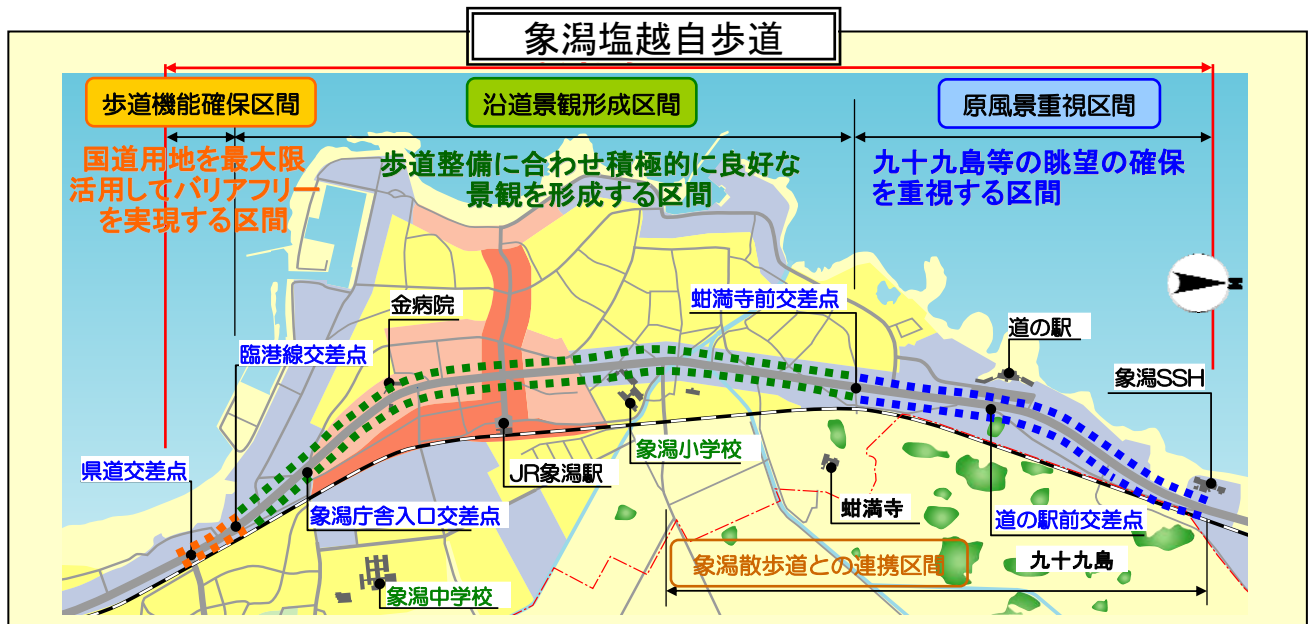 象潟塩越自歩道
歩道機能確保区間
沿道景観形成区間
原風景重視区間
国道用地を最大限
活用してバリアフリー
を実現する区間
歩道整備に合わせ積極的に良好な
景観を形成する区間
九十九島等の眺望の確保
を重視する区間
N
金病院
蚶満寺前交差点
道の駅
臨港線交差点
象潟SSH
県道交差点
象潟小学校
JR象潟駅
蚶満寺
象潟庁舎入口交差点
道の駅前交差点
象潟散歩道との連携区間
九十九島
象潟中学校